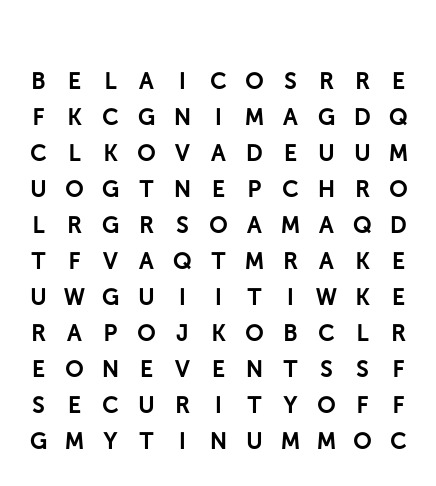 B E L A I C O S R R E
F K C G N I M A G D Q
C L K O V A D E U U M
U O G T N E P C H R O
L R G R S O A M A Q D
T F V A Q T M R A K E
U W G U I I T I W K E
R A P O J K O B C L R
E O N E V E N T S S F
S E C U R I T Y O F F
G M Y T I N U M M O C